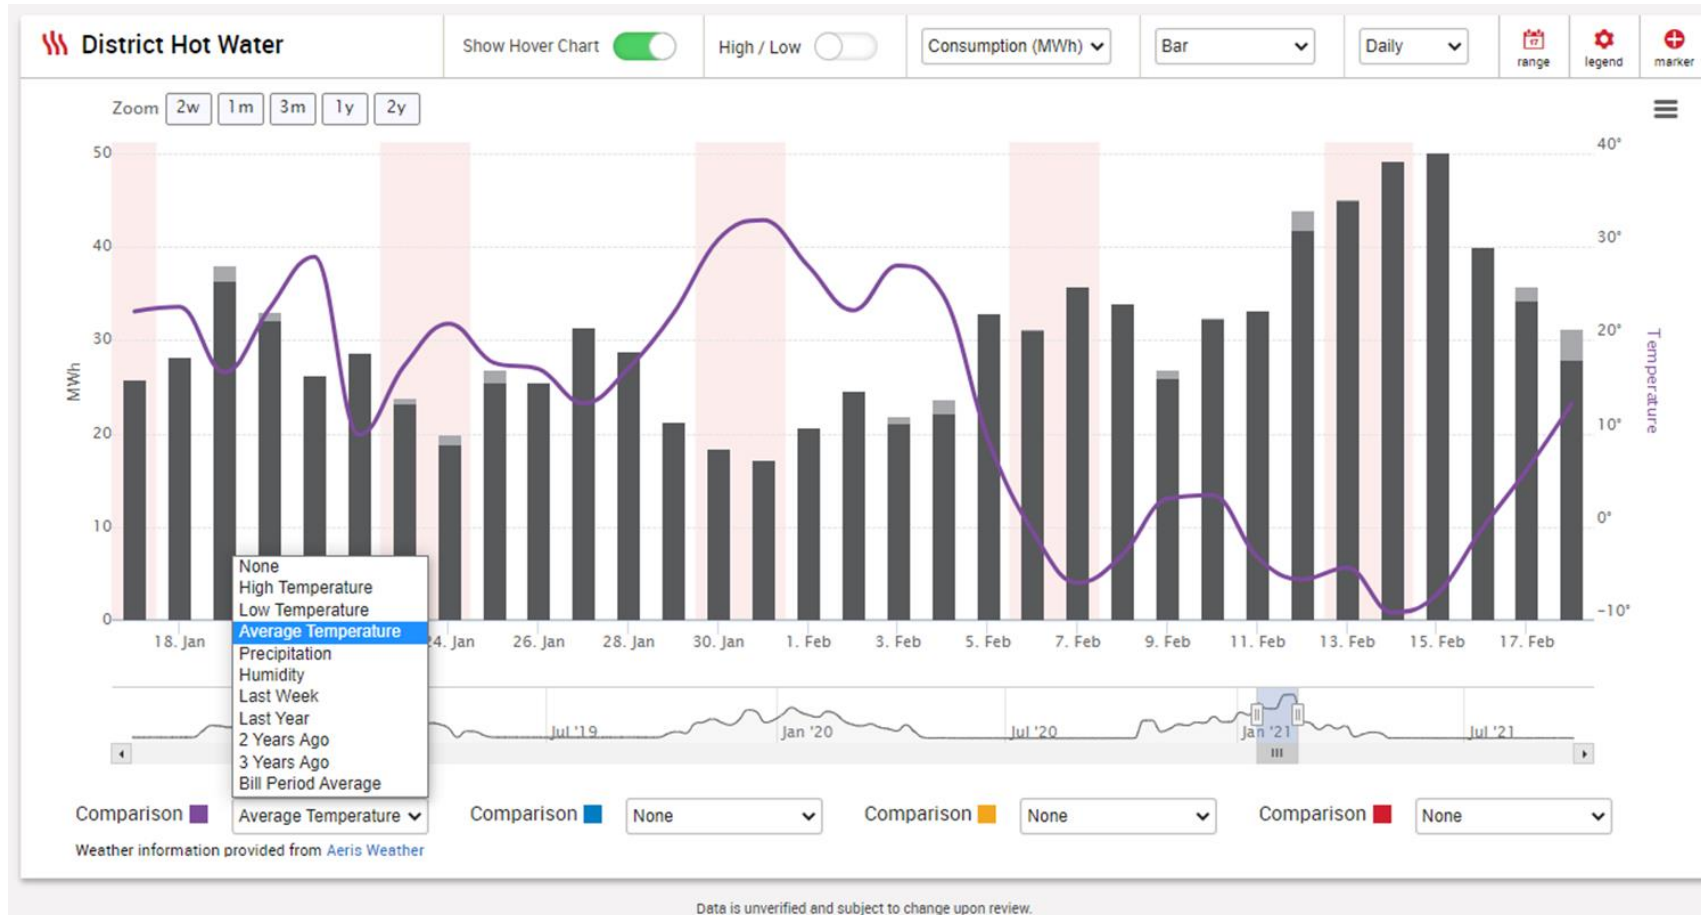 District Hot Water
Show Hover Chart
High / Low
Consumption (MWh)
Bar
Daily
17
range
legend
marker
Zoom 2w 1m 3m 1y 2y
50
40
30
20
10
0
MWh
40°
30°
20°
10°
0°
-10°
Temperature
18. Jan
24. Jan
26. Jan
28. Jan
30. Jan
1. Feb
3. Feb
5. Feb
7. Feb
9. Feb
11. Feb
13. Feb
15. Feb
17. Feb
None
High Temperature
Low Temperature
Average Temperature
Precipitation
Humidity
Last Week
Last Year
2 Years Ago
3 Years Ago
Bill Period Average
Jul '19
Jan '20
Jul '20
Jan '21
Jul '21
Comparison Average Temperature
Comparison None
Comparison None
Comparison None
Weather information provided from Aeris Weather
Data is unverified and subject to change upon review.